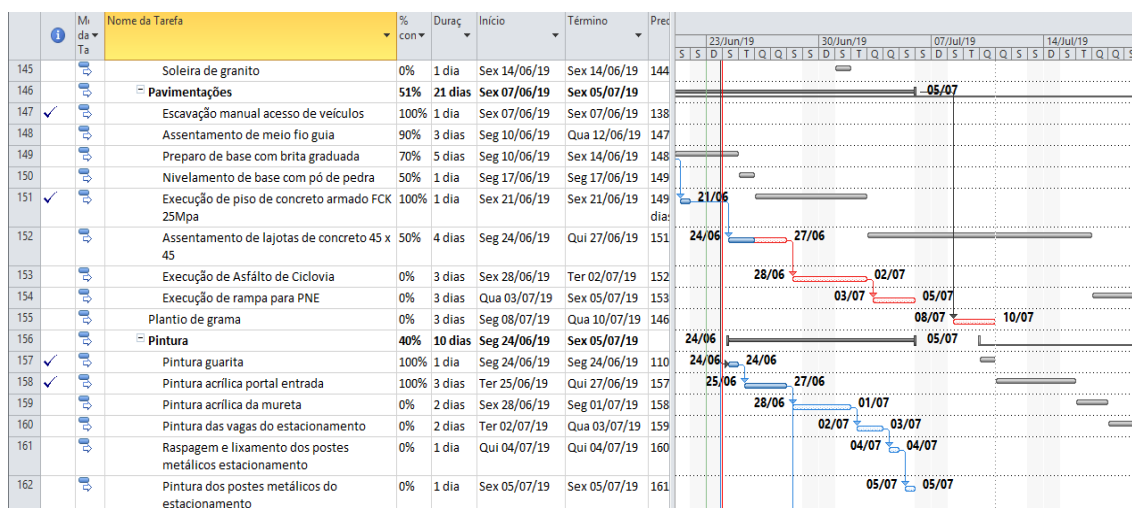 Mı Nome da Tarefa % Duraç Início Término Prec
da con
Ta
23/Jun/19 30/Jun/19 07/Jul/19 14/Jul/19
S S D S T Q Q S S D S T Q Q S S D S T Q Q S S D S T Q Q S
145 Soleira de granito 0% 1 dia Sex 14/06/19 Sex 14/06/19 144
146 Pavimentações 51% 21 dias Sex 07/06/19 Sex 05/07/19 05/07
147 Escavação manual acesso de veículos 100% 1 dia Sex 07/06/19 Sex 07/06/19 138
148 Assentamento de meio fio guia 90% 3 dias Seg 10/06/19 Qua 12/06/19 147
149 Preparo de base com brita graduada 70% 5 dias Seg 10/06/19 Sex 14/06/19 148
150 Nivelamento de base com pó de pedra 50% 1 dia Seg 17/06/19 Seg 17/06/19 149
151 Execução de piso de concreto armado FCK 100% 1 dia Sex 21/06/19 Sex 21/06/19 149 21/06
25Mpa dias
152 Assentamento de lajotas de concreto 45 x 50% 4 dias Seg 24/06/19 Qui 27/06/19 151 24/06 27/06
45
153 Execução de Asfálto de Ciclovia 0% 3 dias Sex 28/06/19 Ter 02/07/19 152 28/06 02/07
154 Execução de rampa para PNE 0% 3 dias Qua 03/07/19 Sex 05/07/19 153 03/07 05/07
155 Plantio de grama 0% 3 dias Seg 08/07/19 Qua 10/07/19 146 08/07 10/07
156 Pintura 40% 10 dias Seg 24/06/19 Sex 05/07/19 24/06 05/07
157 Pintura guarita 100% 1 dia Seg 24/06/19 Seg 24/06/19 110 24/06 24/06
158 Pintura acrílica portal entrada 100% 3 dias Ter 25/06/19 Qui 27/06/19 157 25/06 27/06
159 Pintura acrílica da mureta 0% 2 dias Sex 28/06/19 Seg 01/07/19 158 28/06 01/07
160 Pintura das vagas do estacionamento 0% 2 dias Ter 02/07/19 Qua 03/07/19 159 02/07 03/07
161 Raspagem e lixamento dos postes 0% 1 dia Qui 04/07/19 Qui 04/07/19 160 04/07 04/07
metálicos estacionamento
162 Pintura dos postes metálicos do 0% 1 dia Sex 05/07/19 Sex 05/07/19 161 05/07 05/07
estacionamento